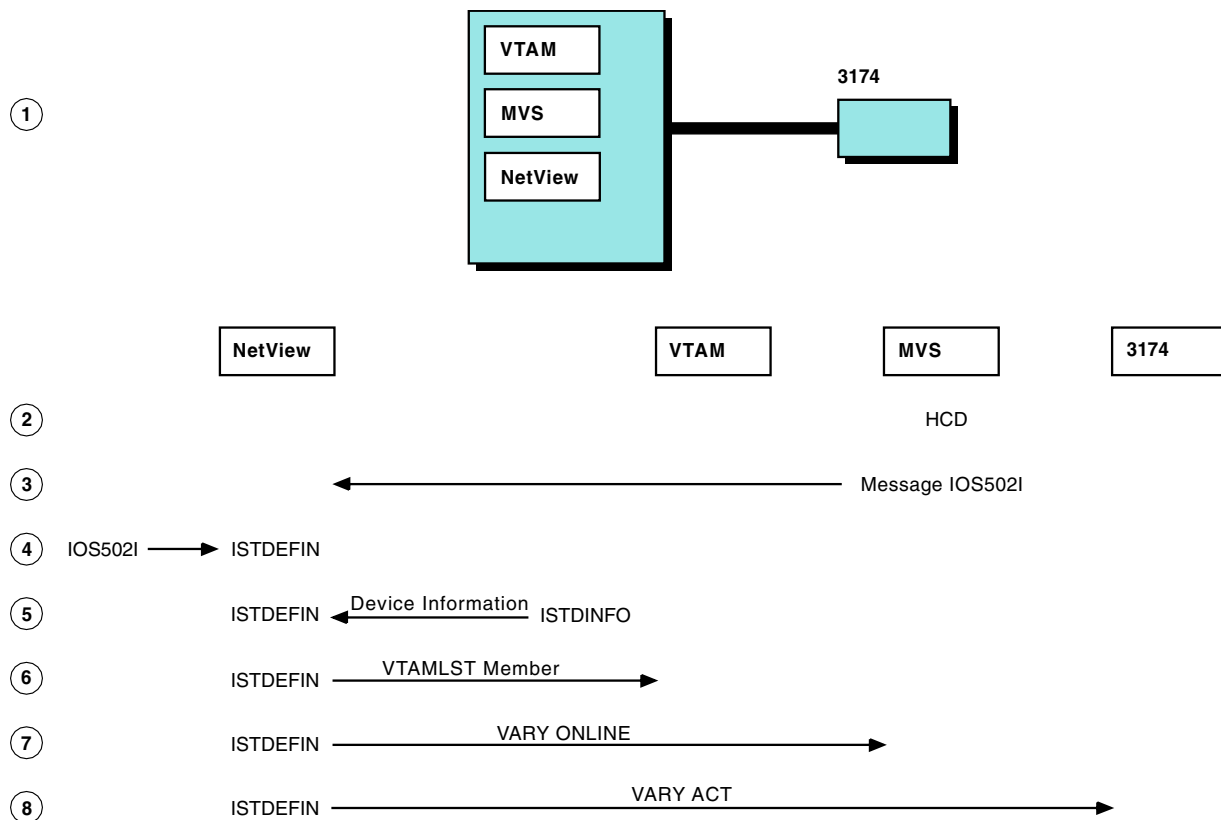 VTAM
3174
1
MVS
NetView
NetView VTAM MVS 3174
2 HCD
3 Message IOS502I
4 IOS502I ISTDEFIN
5 ISTDEFIN Device Information ISTDINFO
6 ISTDEFIN VTAMLST Member
7 ISTDEFIN VARY ONLINE
8 ISTDEFIN VARY ACT